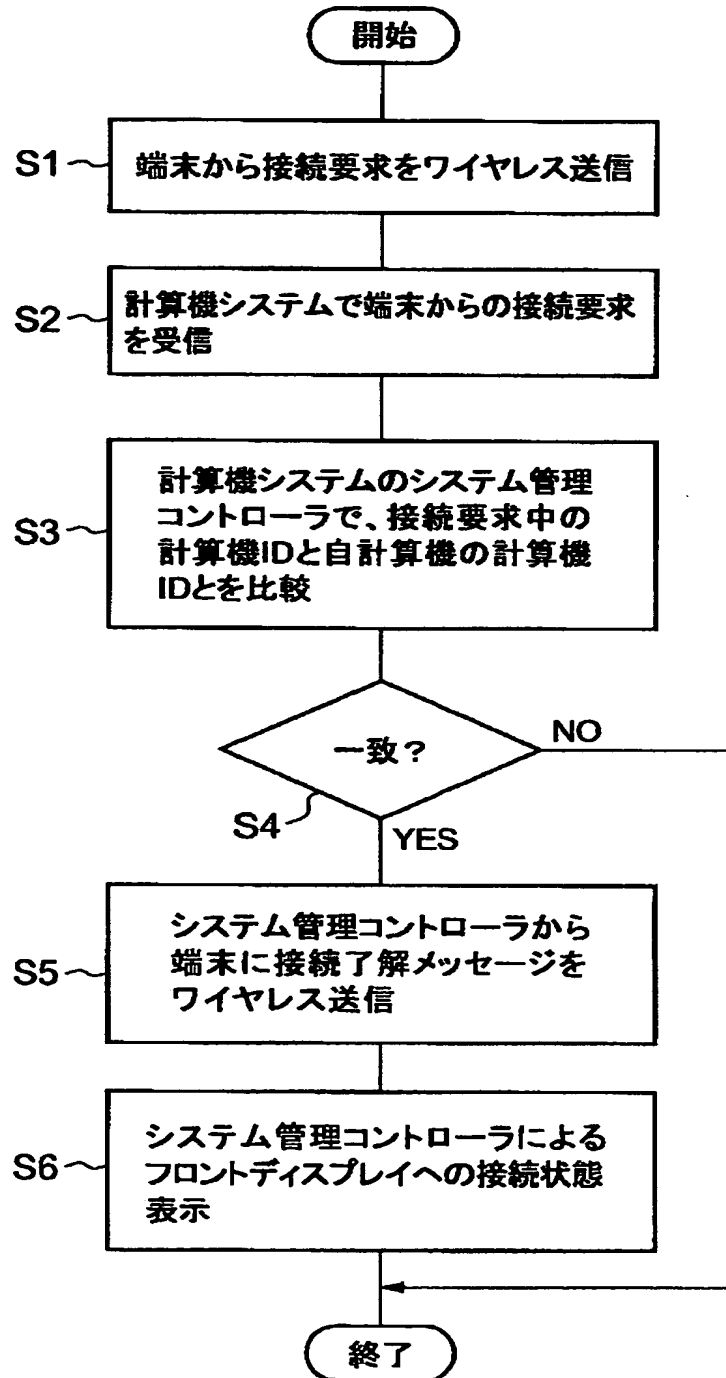 開始
S1
端末から接続要求をワイヤレス送信
S2
計算機システムで端末からの接続要求
を受信
S3
計算機システムのシステム管理
コントローラで、接続要求中の
計算機IDと自計算機の計算機
IDとを比較
一致?
NO
S4
YES
S5
システム管理コントローラから
端末に接続了解メッセージを
ワイヤレス送信
S6
システム管理コントローラによる
フロントディスプレイへの接続状態
表示
終了